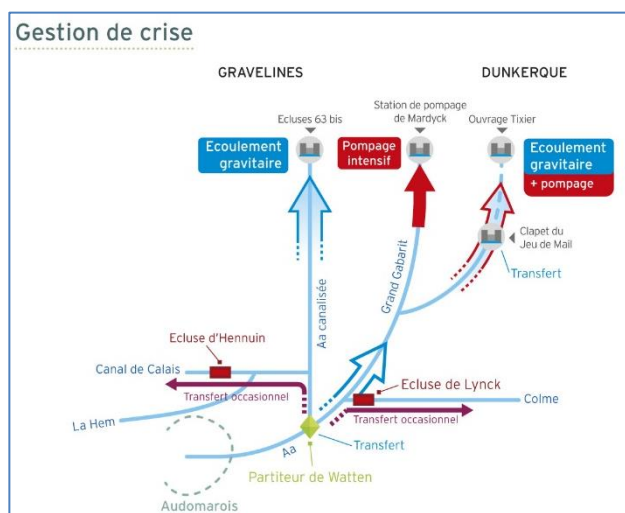 Gestion de crise
GRAVELINES
DUNKERQUE
Ecluses 63 bis
Station de pompage
de Mardyck
Ouvrage Tixier
Ecoulement
gravitaire
Pompage
intensif
Ecoulement
gravitaire
+ pompage
Clapet du
Jeu de Mail
Transfert
Grand Gabarit
Aa canalisée
Ecluse d'Hennuin
Canal de Calais
Transfert occasionnel
Ecluse de Lynck
Colme
Transfert occasionnel
La Hem
Aa
Transfert
Partiteur de Watten
Audomarois